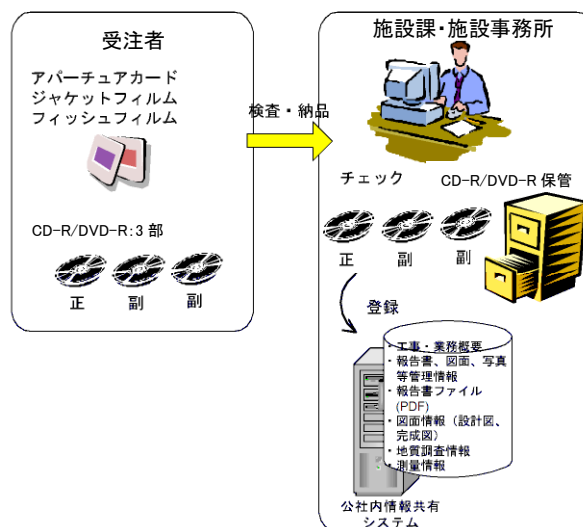 受注者
アパーチュアカード
ジャケットフィルム
フィッシュフィルム
CD-R/DVD-R:3 部
正 副 副
検査・納品
施設課・施設事務所
チェック
CD-R/DVD-R 保管
正 副 副
登録
・工事・業務概要
・報告書、図面、写真
等管理情報
・報告書ファイル
(PDF)
・図面情報（設計図、
完成図）
・地質調査情報
・測量情報
公社内情報共有
システム